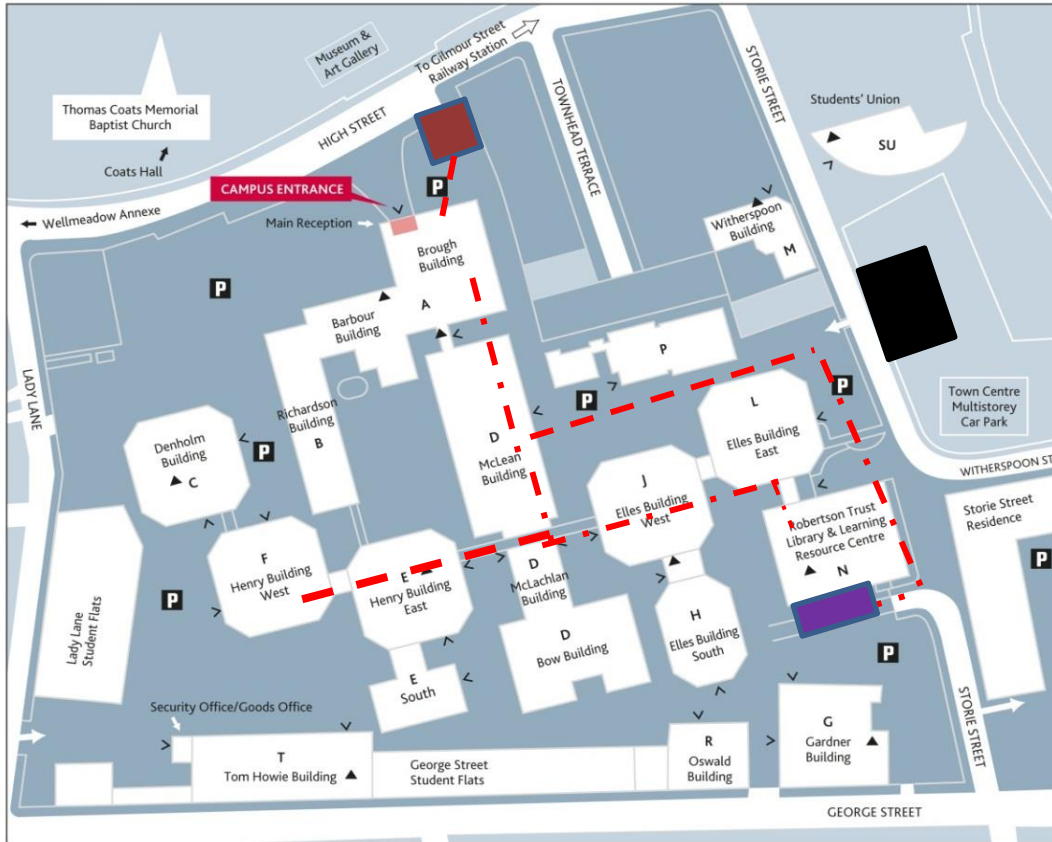 Museum &
Art Gallery
To Gilmour Street
Railway Station
Thomas Coats Memorial
Baptist Church
Coats Hall
HIGH STREET
TOWNHEAD TERRACE
STORIE STREET
Students' Union
SU
CAMPUS ENTRANCE
P
Wellmeadow Annexe
Main Reception
Brough
Building
Witherspoon
Building
M
P
A
Barbour
Building
P
P
P
L
Elles Building
East
Town Centre
Multistorey
Car Park
LADY LANE
Richardson
Building
B
D
McLean
Building
Denholm
Building
C
P
J
Elles Building
West
WITHERSPOON ST
Robertson Trust
Library & Learning
Resource Centre
N
Storie Street
Residence
P
F
Henry Building
West
E
Henry Building
East
D
McLachlan
Building
P
Lady Lane
Student Flats
H
Elles Building
South
D
Bow Building
P
E
South
Security Office/Goods Office
STORIE STREET
T
Tom Howie Building
George Street
Student Flats
R
Oswald
Building
G
Gardner
Building
GEORGE STREET